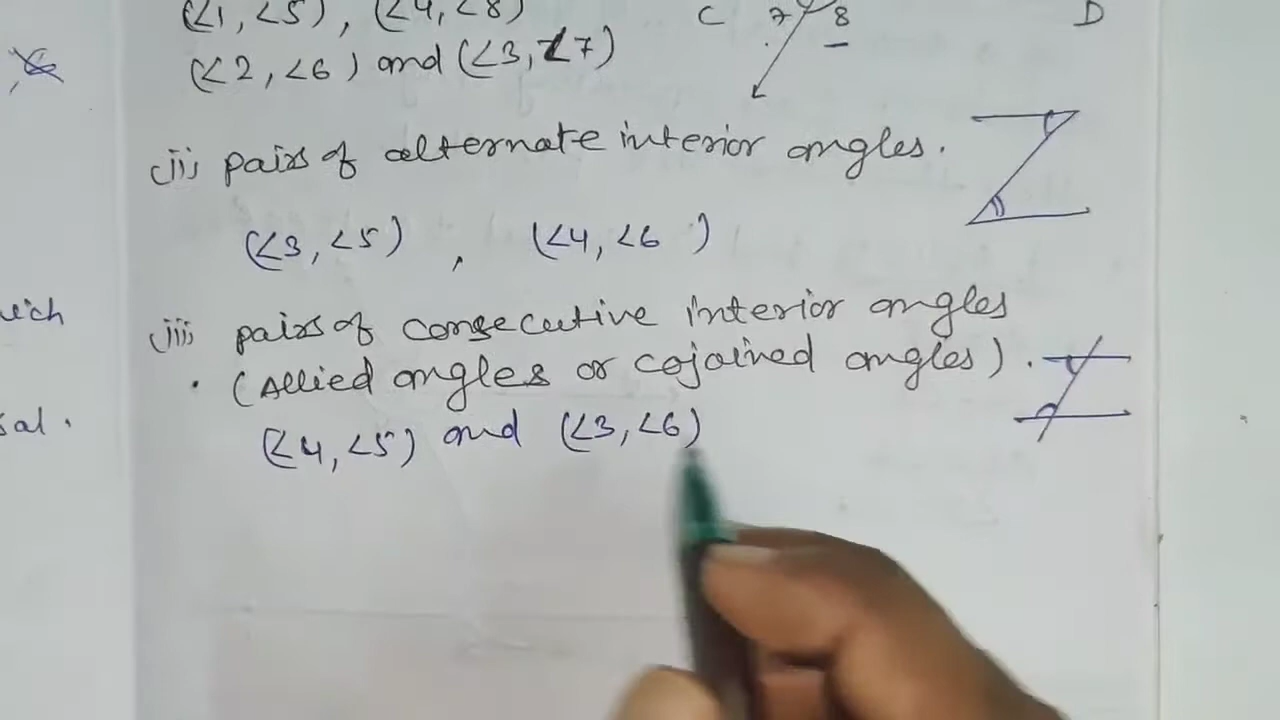 (<1, <5), (<4, <8)
C 7 8 D
(<2, <6) and (<3, <7)
(ii) pairs of alternate interior angles.
(<3, <5) , (<4, <6 )
(iii) pairs of consecutive interior angles
(Allied angles or cojoined angles).
(<4, <5) and (<3, <6)